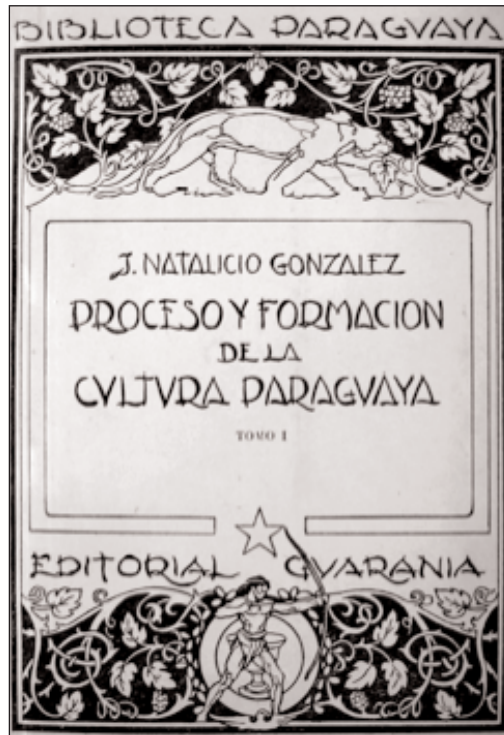 BIBLIOTECA PARAGVAYA
J. NATALICIO GONZALEZ
PROCESO Y FORMACION
DE LA
CVLTVRA PARAGVAYA
TOMO I
EDITORIAL GVARANIA